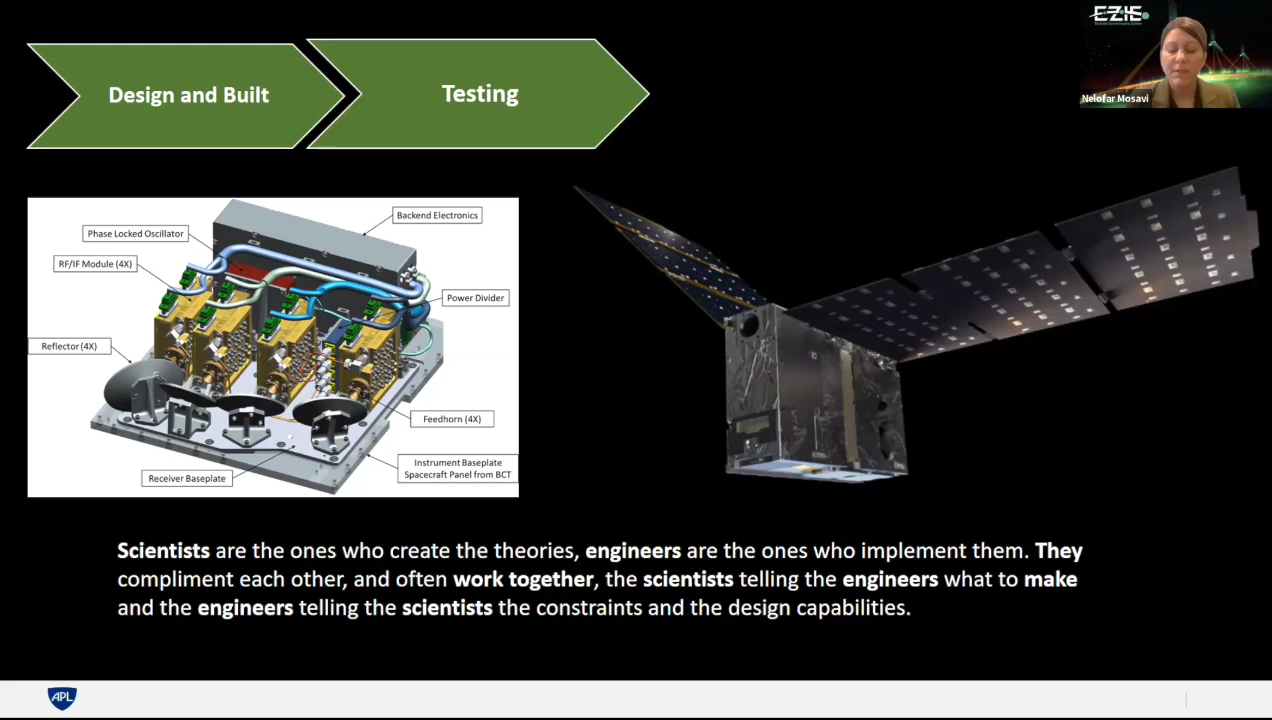 EZIE
Nelofar Mosavi
Design and Built
Testing
Backend Electronics
Phase Locked Oscillator
RF/IF Module (4X)
Power Divider
Reflector (4X)
Feedhorn (4X)
Instrument Baseplate
Spacecraft Panel from BCT
Receiver Baseplate
Scientists are the ones who create the theories, engineers are the ones who implement them. They
compliment each other, and often work together, the scientists telling the engineers what to make
and the engineers telling the scientists the constraints and the design capabilities.
APL